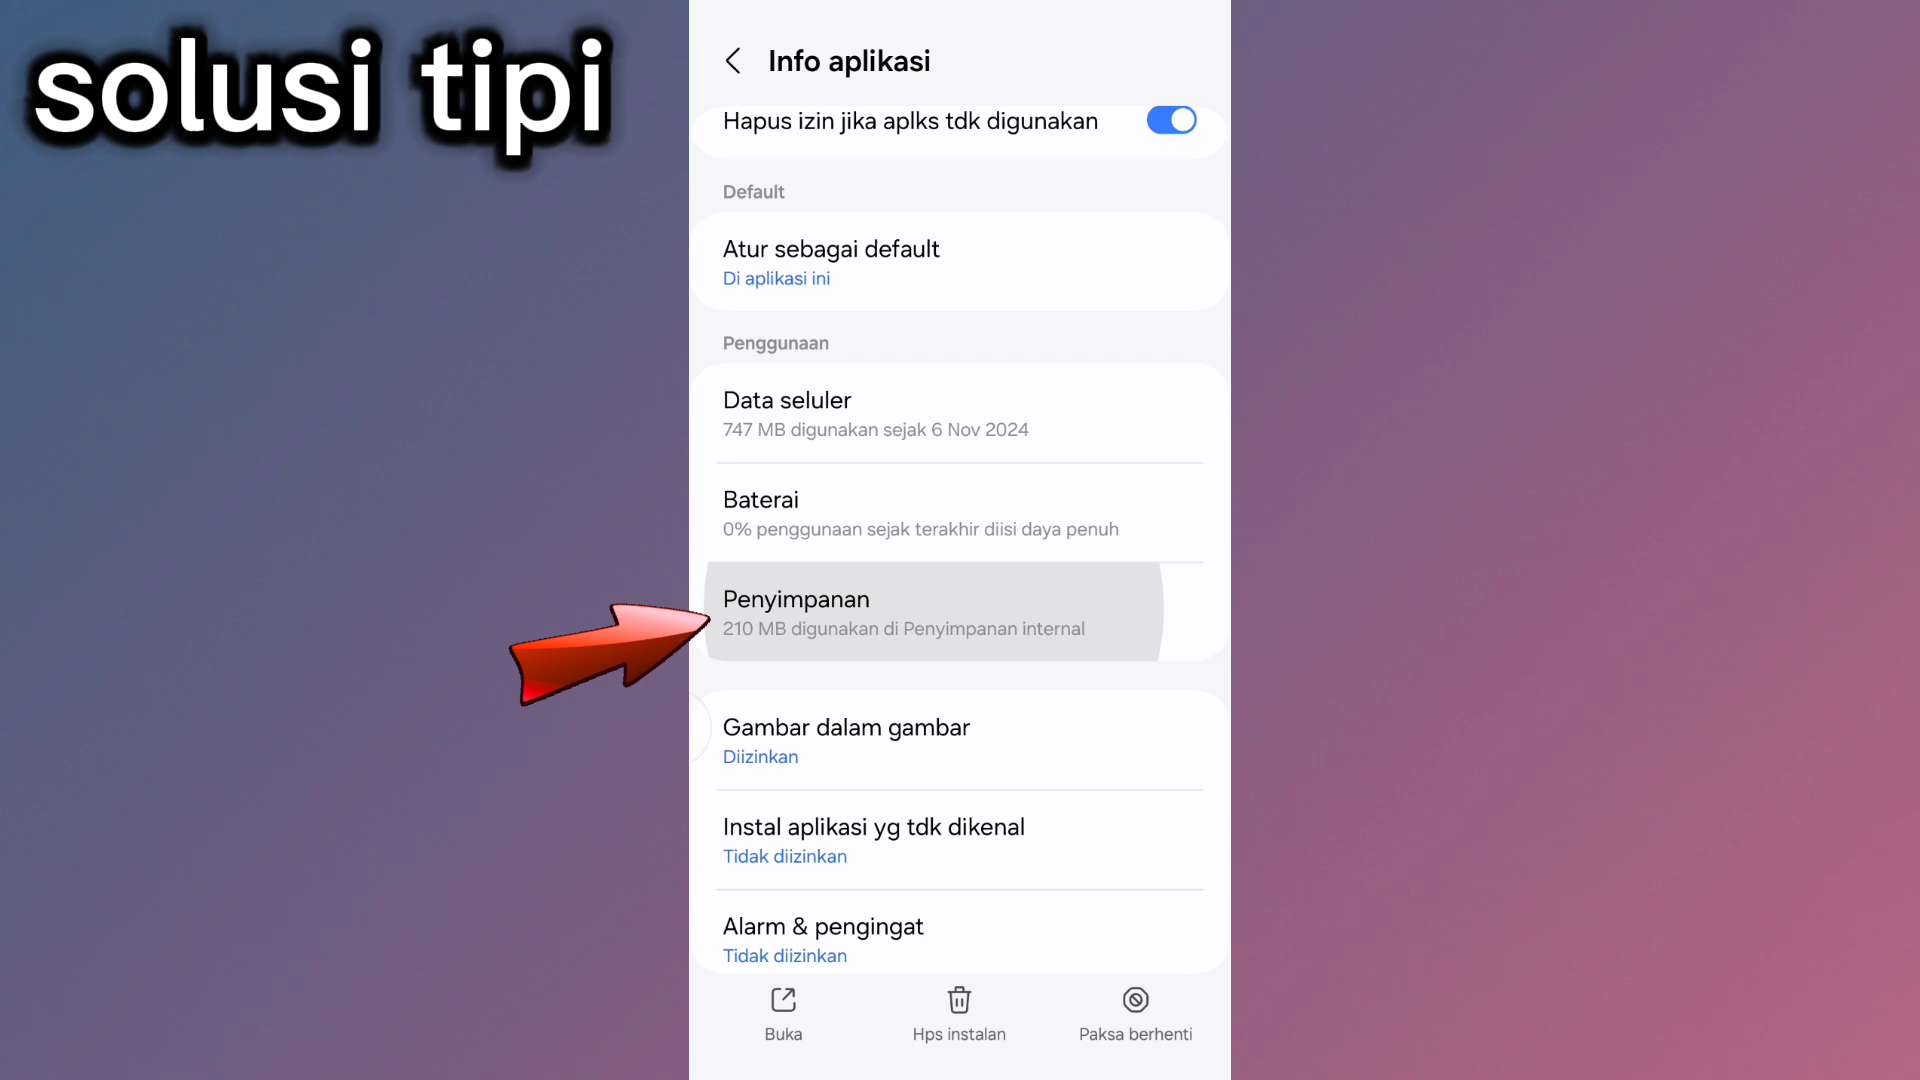 solusi tipi
Info aplikasi
Hapus izin jika aplks tdk digunakan
Default
Atur sebagai default
Di aplikasi ini
Penggunaan
Data seluler
747 MB digunakan sejak 6 Nov 2024
Baterai
0% penggunaan sejak terakhir diisi daya penuh
Penyimpanan
210 MB digunakan di Penyimpanan internal
Gambar dalam gambar
Diizinkan
Instal aplikasi yg tdk dikenal
Tidak diizinkan
Alarm & pengingat
Tidak diizinkan
Buka
Hps instalan
Paksa berhenti